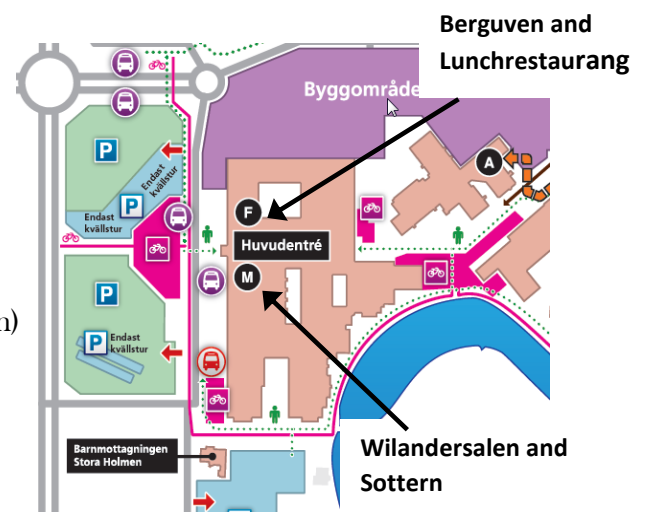 Berguven and
Lunchrestaurang
Byggområde
P
Endast
kvällstur
P
Endast
kvällstur
A
F
Huvudentré
M
P
n)
P
Endast
kvällstur
Barnmottagningen
Stora Holmen
Wilandersalen and
Sottern